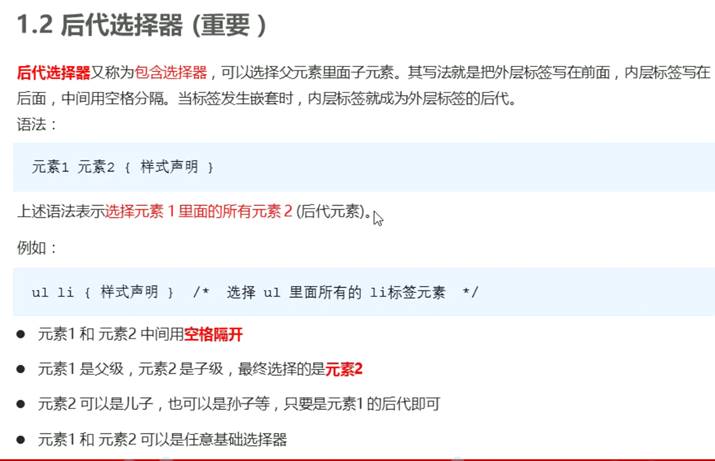 1.2 后代选择器 (重要)
后代选择器又称为包含选择器，可以选择父元素里面子元素。其写法就是把外层标签写在前面，内层标签写在
后面，中间用空格分隔。当标签发生嵌套时，内层标签就成为外层标签的后代。
语法：
元素1 元素2 { 样式声明 }
上述语法表示选择元素 1 里面的所有元素 2 (后代元素)。
例如：
ul li { 样式声明 } /* 选择 ul 里面所有的 li标签元素 */
● 元素1 和 元素2 中间用空格隔开
● 元素1 是父级，元素2 是子级，最终选择的是元素2
● 元素2 可以是儿子，也可以是孙子等，只要是元素1 的后代即可
● 元素1 和 元素2 可以是任意基础选择器